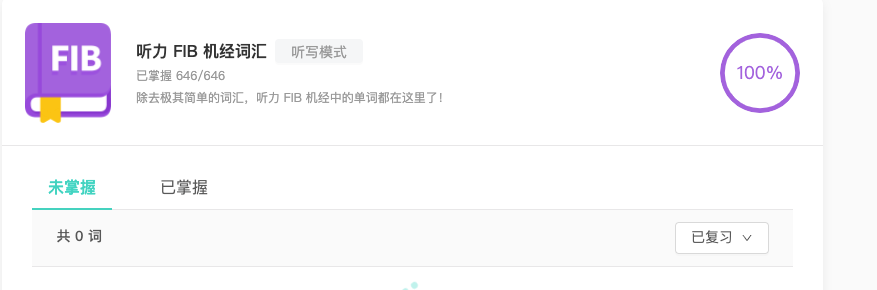 FIB
听力 FIB 机经词汇 听写模式
已掌握 646/646
除去极其简单的词汇，听力 FIB 机经中的单词都在这里了!
100%
未掌握 已掌握
共 0 词 已复习